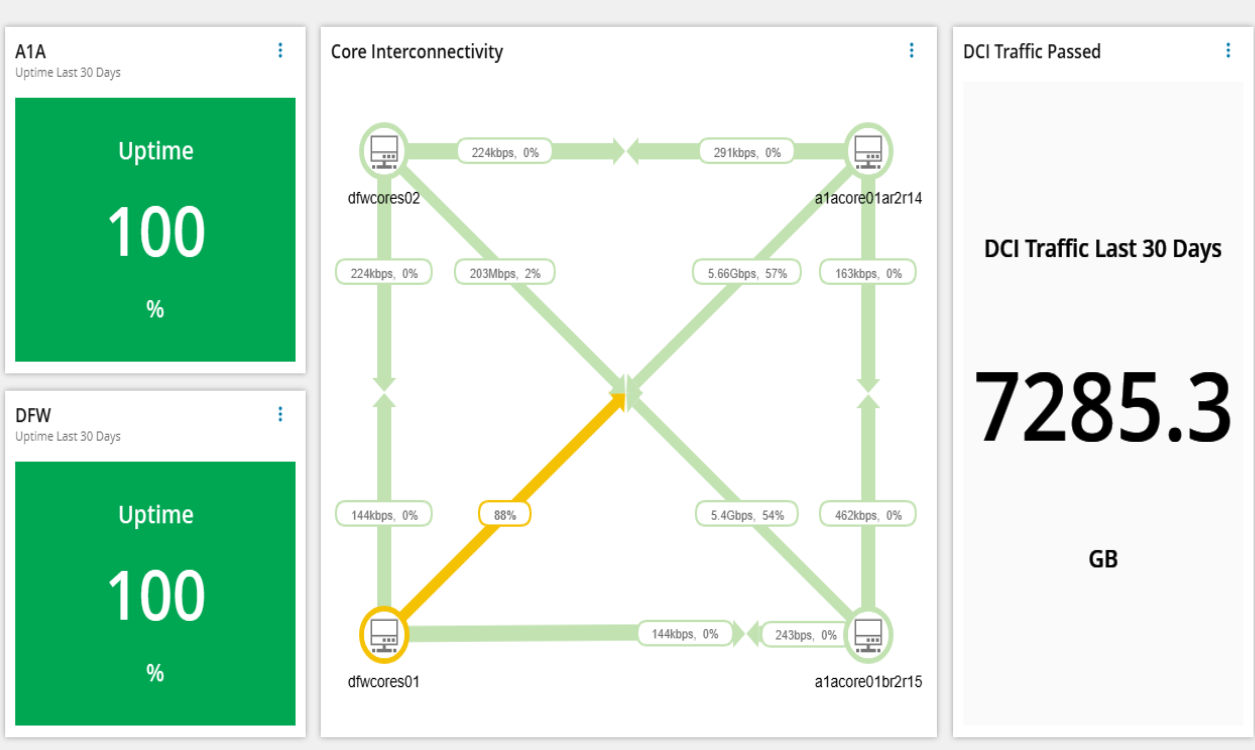 A1A
Uptime Last 30 Days
Uptime
100
%
DFW
Uptime Last 30 Days
Uptime
100
%
Core Interconnectivity
224kbps, 0%
291kbps, 0%
dfwcores02
a1acore01ar2r14
224kbps, 0%
203Mbps, 2%
5.66Gbps, 57%
163kbps, 0%
144kbps, 0%
88%
5.4Gbps, 54%
462kbps, 0%
144kbps, 0%
243bps, 0%
dfwcores01
a1acore01br2r15
DCI Traffic Passed
DCI Traffic Last 30 Days
7285.3
GB